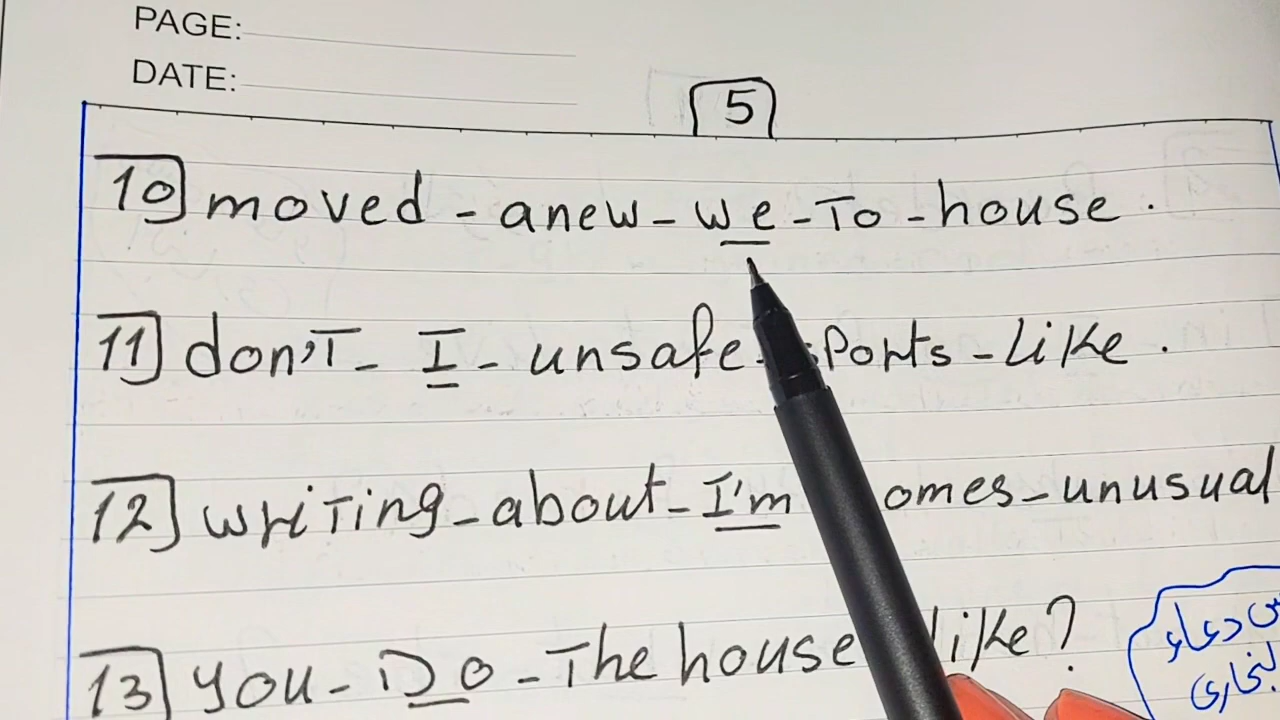 PAGE:
DATE:
5
10 moved - anew - we - To - house.
11 don't - I - unsafe - sports - like.
12 writing - about - I'm omes - unusual
13 you - Do - The house like?
دعاء